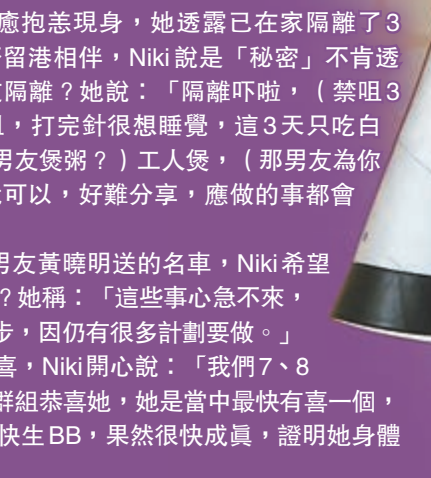 癒抱恙現身，她透露已在家隔離了3
留港相伴，Niki說是「秘密」不肯透
隔離？她說：「隔離吓啦，（禁咀3
，打完針很想睡覺，這3天只吃白
男友煲粥？）工人煲，（那男友為你
可以，好難分享，應做的事都會
男友黃曉明送的名車，Niki希望
？她稱：「這些事心急不來，
步，因仍有很多計劃要做。」
喜，Niki開心說：「我們7、8
群組恭喜她，她是當中最快有喜一個，
快生BB，果然很快成真，證明她身體